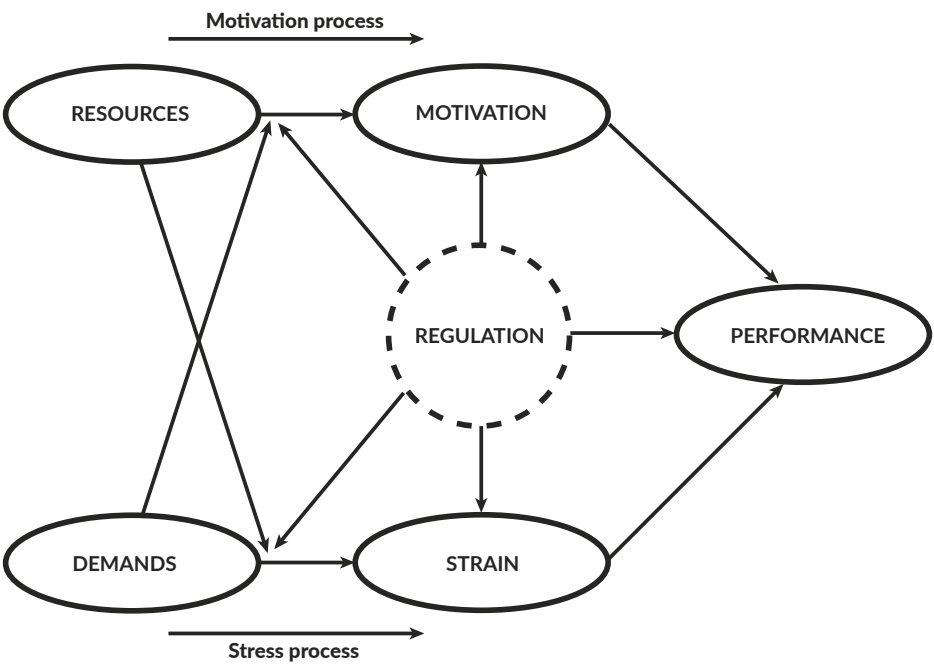 Motivation process
RESOURCES
MOTIVATION
REGULATION
PERFORMANCE
DEMANDS
STRAIN
Stress process